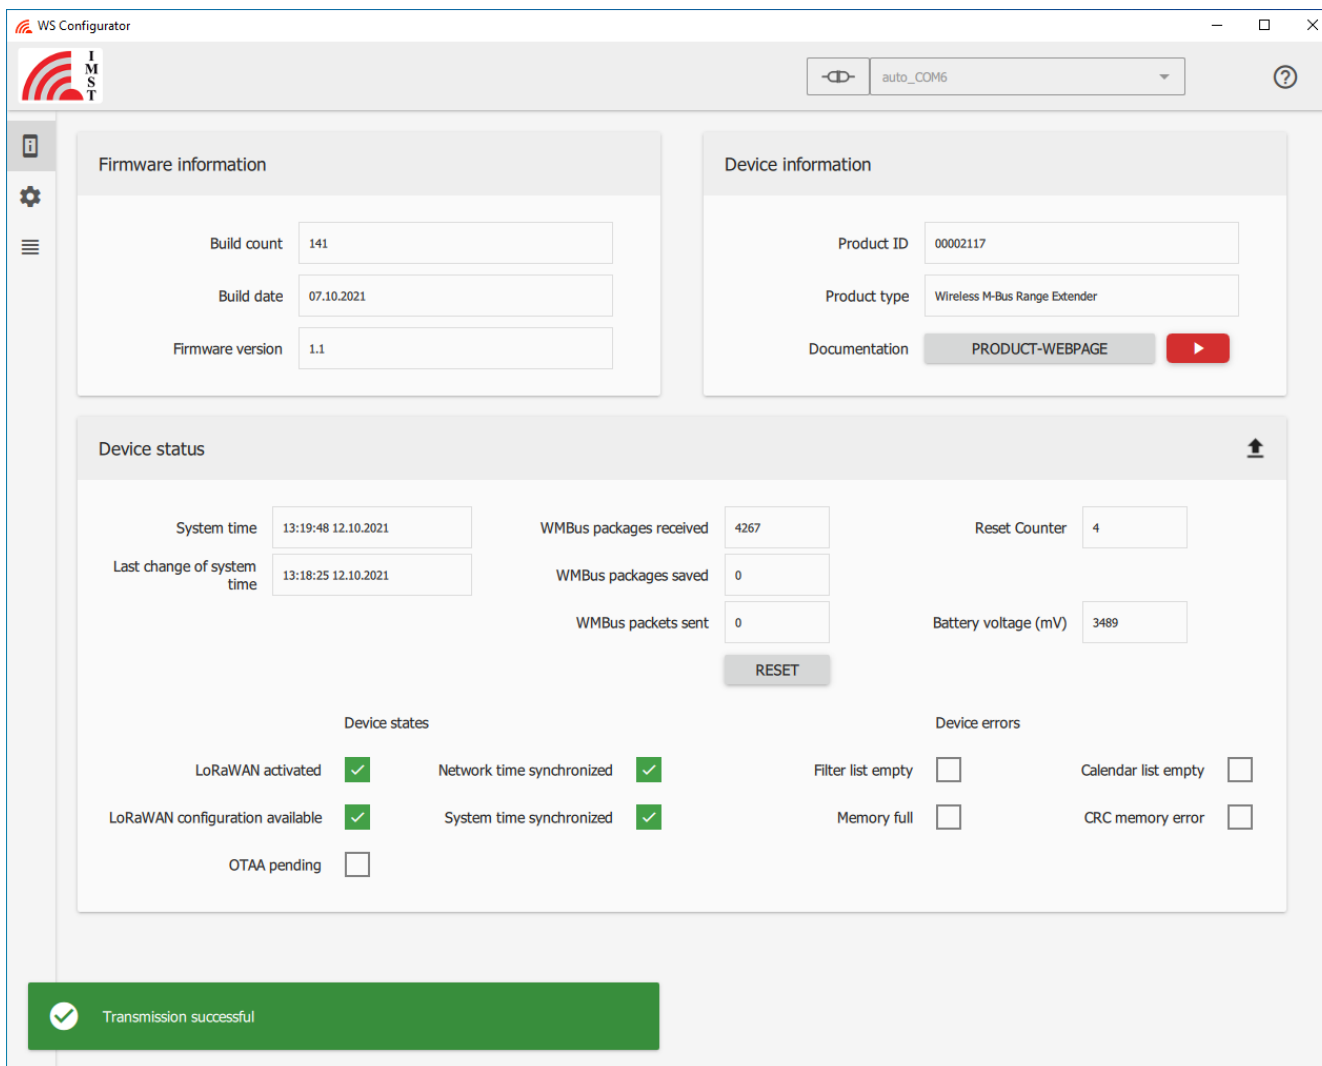 WS Configurator
IMST
auto_COM6
Firmware information
Build count 141
Build date 07.10.2021
Firmware version 1.1
Device information
Product ID 00002117
Product type Wireless M-Bus Range Extender
Documentation PRODUCT-WEBPAGE
Device status
System time 13:19:48 12.10.2021
Last change of system
time 13:18:25 12.10.2021
WMBus packages received 4267
WMBus packages saved 0
WMBus packets sent 0
RESET
Reset Counter 4
Battery voltage (mV) 3489
Device states
LoRaWAN activated
Network time synchronized
LoRaWAN configuration available
System time synchronized
OTAA pending
Device errors
Filter list empty
Calendar list empty
Memory full
CRC memory error
Transmission successful